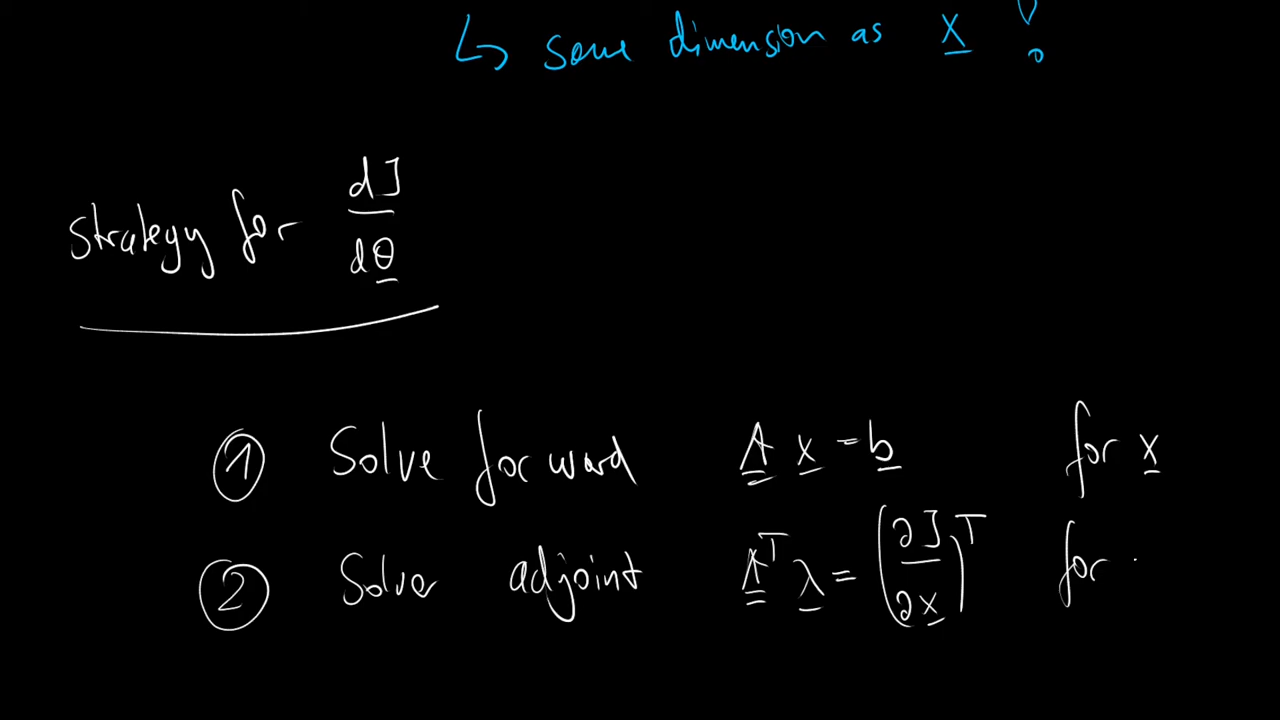 ↳ same dimension as x !
Strategy for dJ/dθ
① Solve forward A x = b for x
② Solve adjoint Aᵀ λ = (∂J/∂x)ᵀ for